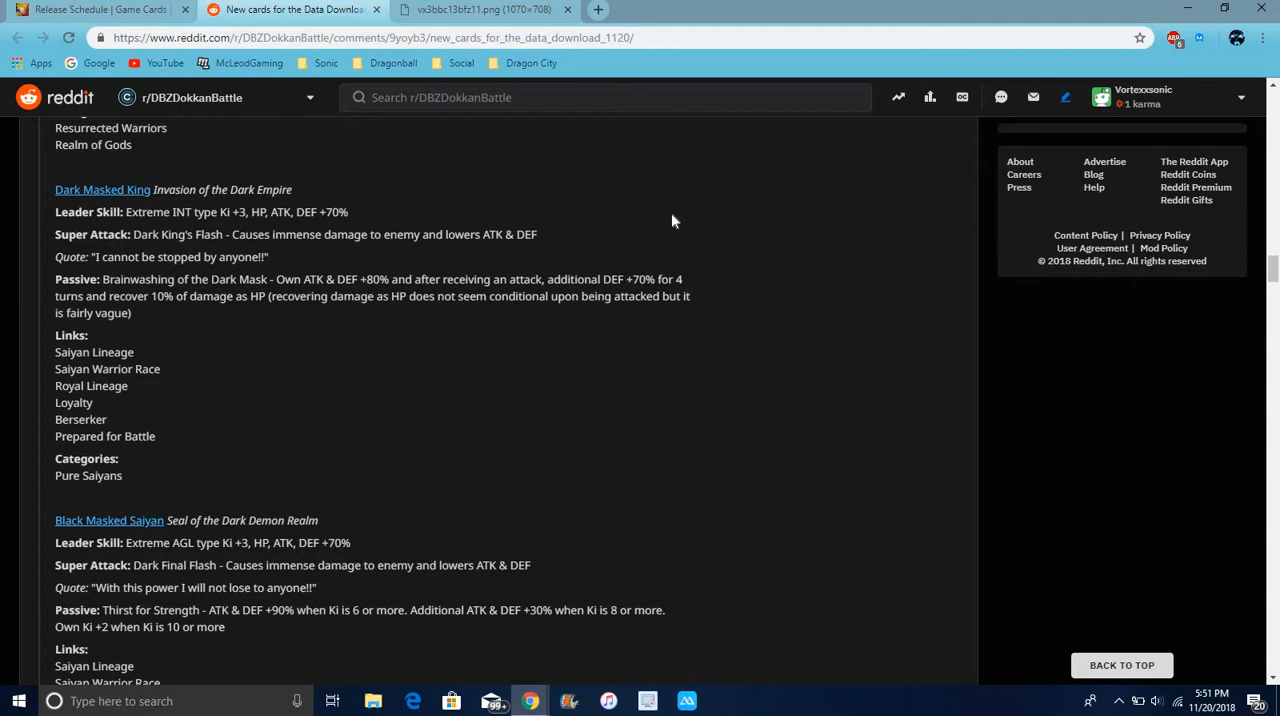 Release Schedule | Game Cards |
New cards for the Data Downloa
vx3bbc13bfz11.png (1070×708)
https://www.reddit.com/r/DBZDokkanBattle/comments/9yoyb3/new_cards_for_the_data_download_1120/
ABP
6
Apps
Google
YouTube
McLeodGaming
Sonic
Dragonball
Social
Dragon City
reddit
r/DBZDokkanBattle
Search r/DBZDokkanBattle
Vortexxsonic
1 karma
Resurrected Warriors
Realm of Gods
Dark Masked King Invasion of the Dark Empire
Leader Skill: Extreme INT type Ki +3, HP, ATK, DEF +70%
Super Attack: Dark King's Flash - Causes immense damage to enemy and lowers ATK & DEF
Quote: "I cannot be stopped by anyone!!"
Passive: Brainwashing of the Dark Mask - Own ATK & DEF +80% and after receiving an attack, additional DEF +70% for 4
turns and recover 10% of damage as HP (recovering damage as HP does not seem conditional upon being attacked but it
is fairly vague)
Links:
Saiyan Lineage
Saiyan Warrior Race
Royal Lineage
Loyalty
Berserker
Prepared for Battle
Categories:
Pure Saiyans
Black Masked Saiyan Seal of the Dark Demon Realm
Leader Skill: Extreme AGL type Ki +3, HP, ATK, DEF +70%
Super Attack: Dark Final Flash - Causes immense damage to enemy and lowers ATK & DEF
Quote: "With this power I will not lose to anyone!!"
Passive: Thirst for Strength - ATK & DEF +90% when Ki is 6 or more. Additional ATK & DEF +30% when Ki is 8 or more.
Own Ki +2 when Ki is 10 or more
Links:
Saiyan Lineage
Saiyan Warrior Race
About
Advertise
The Reddit App
Careers
Blog
Reddit Coins
Press
Help
Reddit Premium
Reddit Gifts
Content Policy | Privacy Policy
User Agreement | Mod Policy
© 2018 Reddit, Inc. All rights reserved
BACK TO TOP
Type here to search
99+
5:51 PM
11/20/2018
20